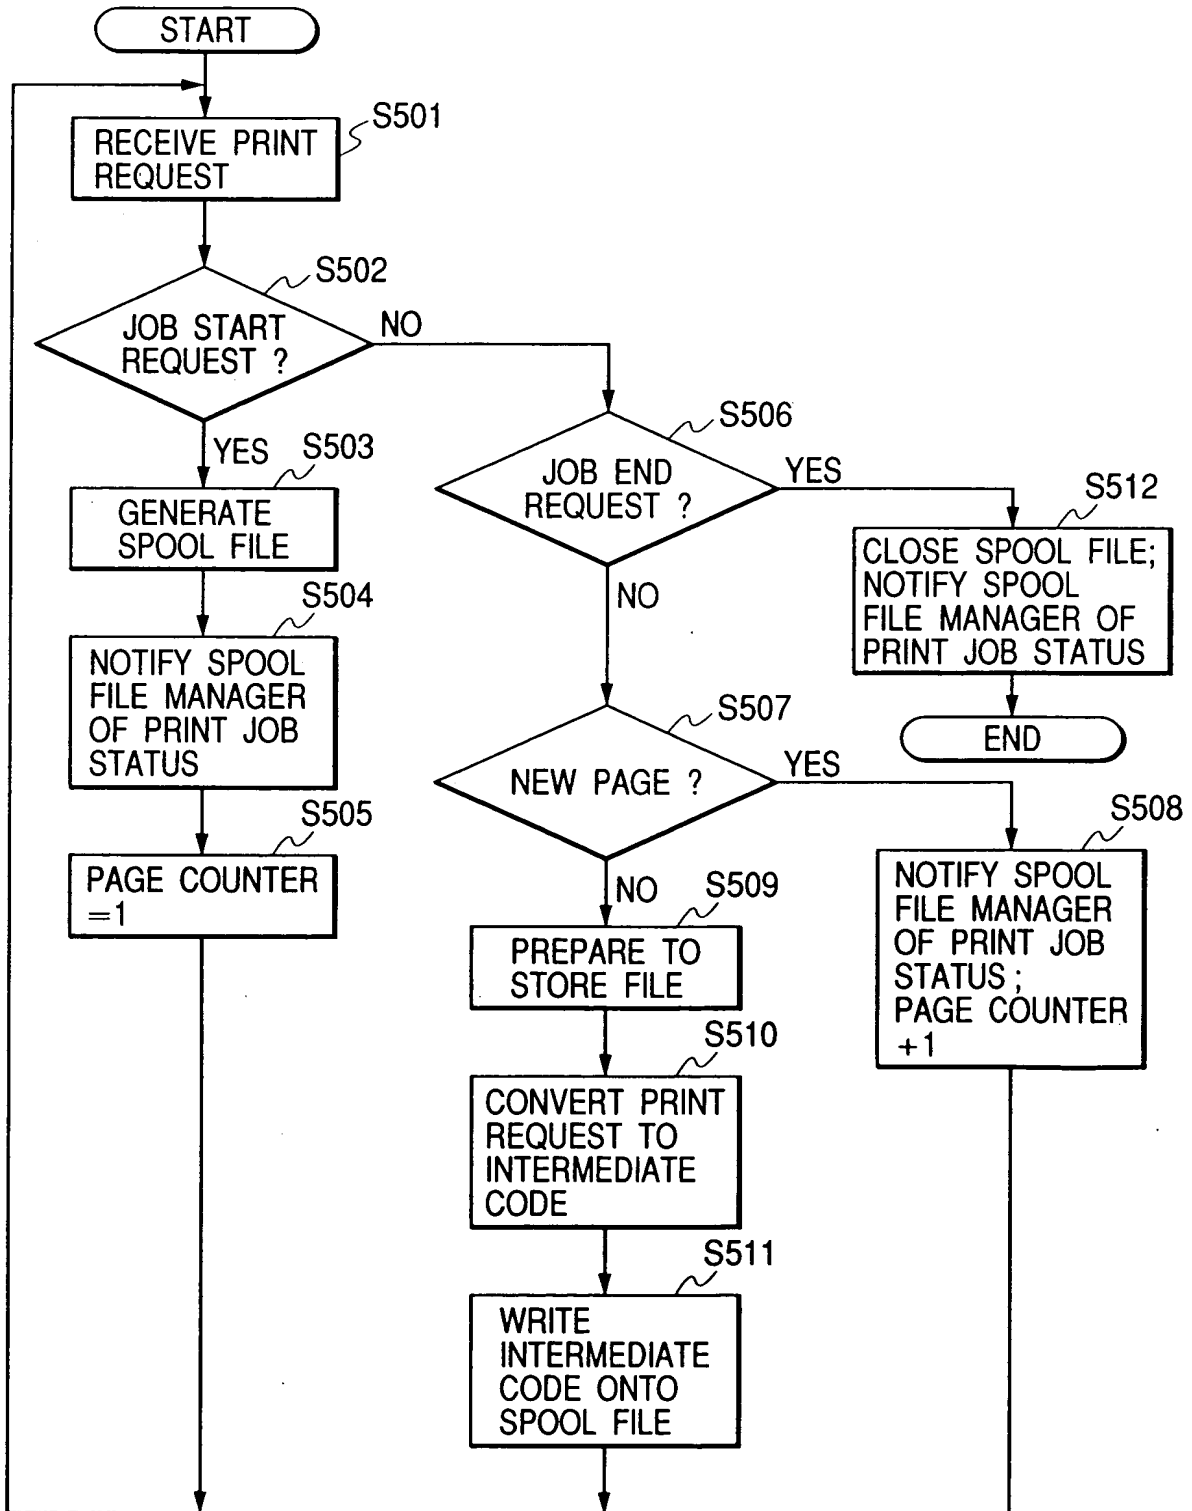 START
S501
RECEIVE PRINT
REQUEST
S502
JOB START
REQUEST ?
NO
YES
S503
GENERATE
SPOOL FILE
S504
NOTIFY SPOOL
FILE MANAGER
OF PRINT JOB
STATUS
S505
PAGE COUNTER
=1
S506
JOB END
REQUEST ?
YES
NO
S512
CLOSE SPOOL FILE;
NOTIFY SPOOL
FILE MANAGER OF
PRINT JOB STATUS
END
S507
NEW PAGE ?
YES
NO
S508
NOTIFY SPOOL
FILE MANAGER
OF PRINT JOB
STATUS ;
PAGE COUNTER
+1
S509
PREPARE TO
STORE FILE
S510
CONVERT PRINT
REQUEST TO
INTERMEDIATE
CODE
S511
WRITE
INTERMEDIATE
CODE ONTO
SPOOL FILE